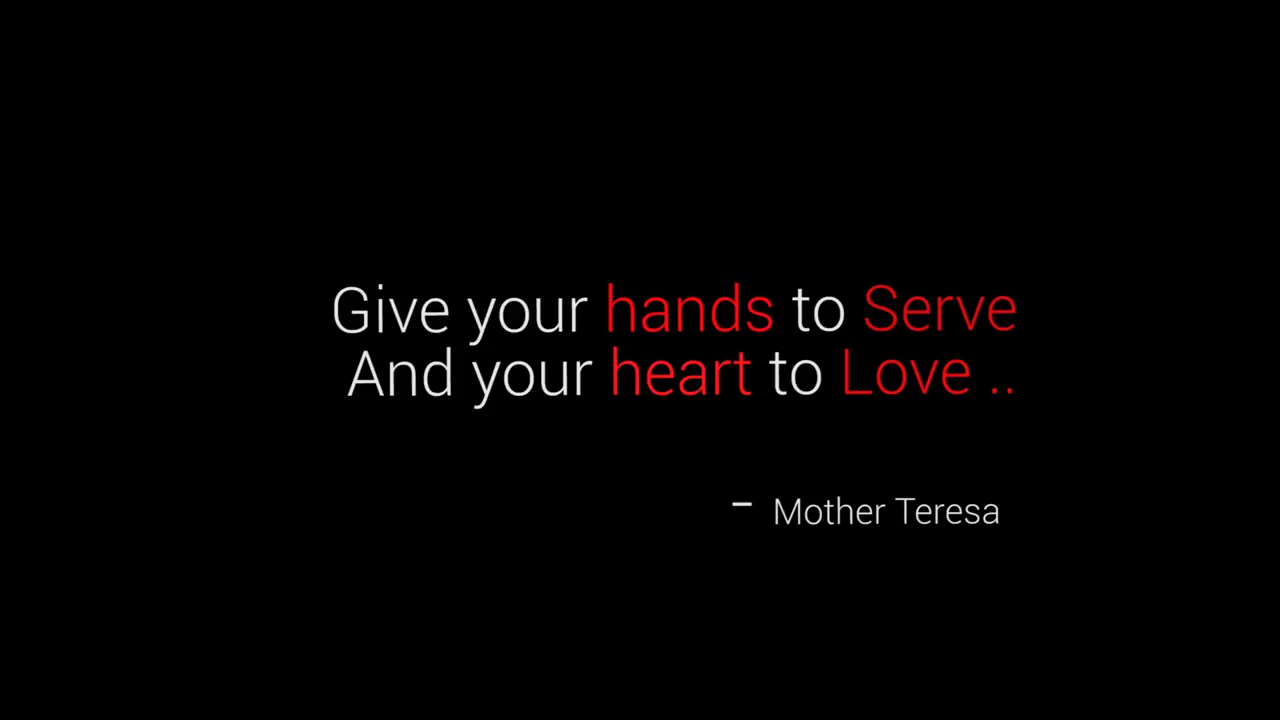 Give your hands to Serve
And your heart to Love ..
– Mother Teresa